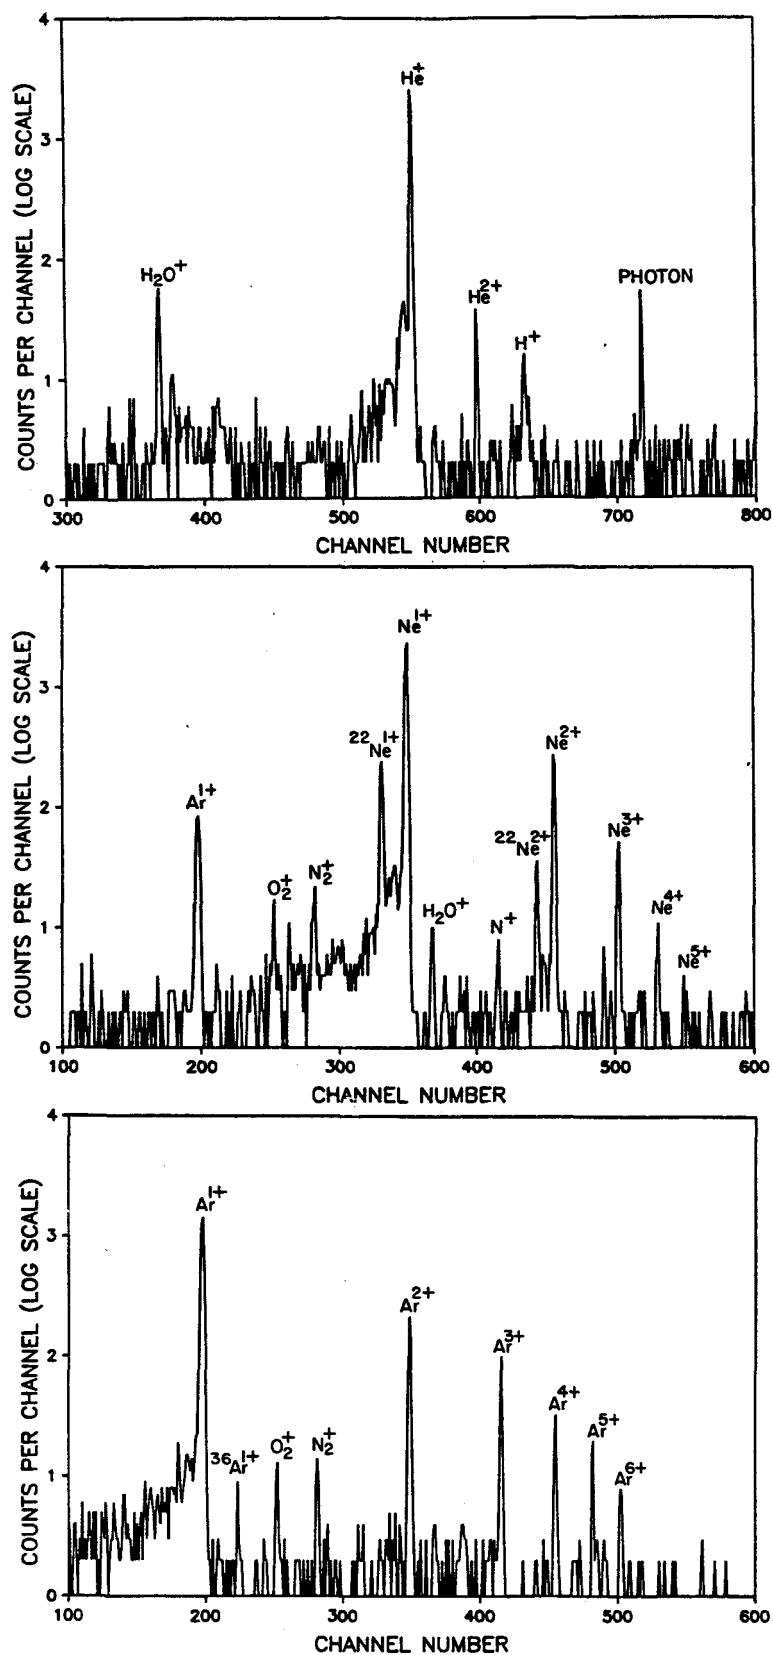 4
3
2
1
0
COUNTS PER CHANNEL (LOG SCALE)
He⁺
H₂O⁺
He²⁺
H⁺
PHOTON
300 400 500 600 700 800
CHANNEL NUMBER
4
3
2
1
0
COUNTS PER CHANNEL (LOG SCALE)
Ne¹⁺
²²Ne¹⁺
Ne²⁺
Ar¹⁺
Ne³⁺
²²Ne²⁺
N₂⁺
O₂⁺
H₂O⁺
N⁺
Ne⁴⁺
Ne⁵⁺
100 200 300 400 500 600
CHANNEL NUMBER
4
3
2
1
0
COUNTS PER CHANNEL (LOG SCALE)
Ar¹⁺
Ar²⁺
Ar³⁺
Ar⁴⁺
Ar⁵⁺
³⁶Ar¹⁺
O₂⁺
N₂⁺
Ar⁶⁺
100 200 300 400 500 600
CHANNEL NUMBER